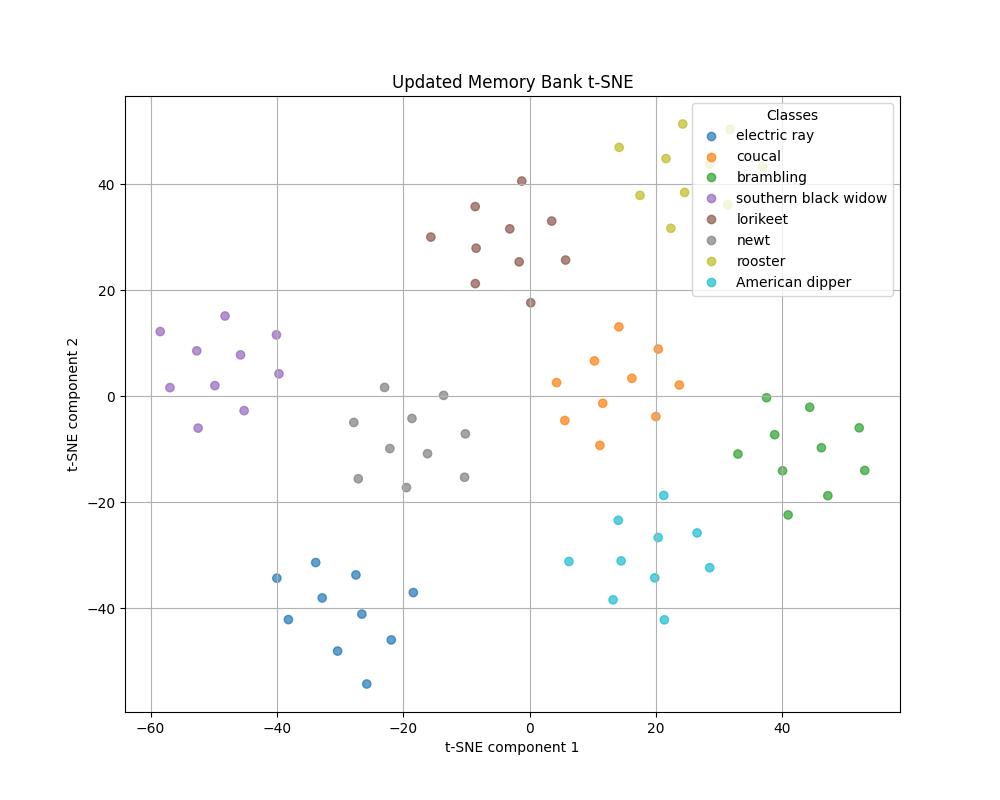 Updated Memory Bank t-SNE
Classes
electric ray
coucal
brambling
southern black widow
lorikeet
newt
rooster
American dipper
t-SNE component 2
40
20
0
−20
−40
−60
−40
−20
0
20
40
t-SNE component 1